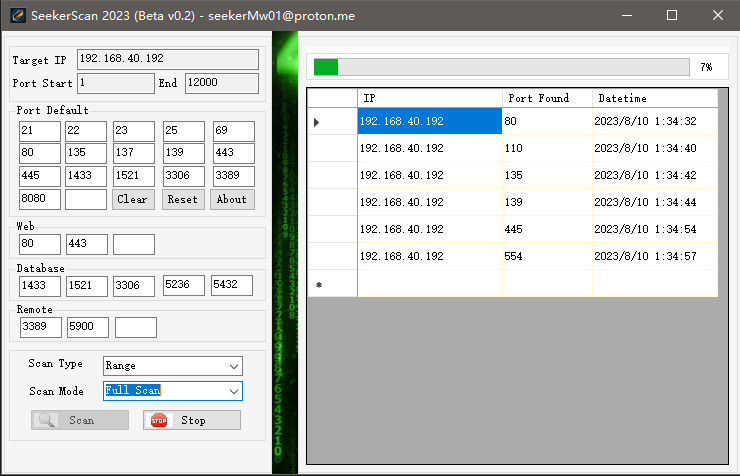 SeekerScan 2023 (Beta v0.2) - seekerMw01@proton.me
Target IP 192.168.40.192
Port Start 1 End 12000
Port Default
21 22 23 25 69
80 135 137 139 443
445 1433 1521 3306 3389
8080 Clear Reset About
Web
80 443
Database
1433 1521 3306 5236 5432
Remote
3389 5900
Scan Type Range
Scan Mode Full Scan
Scan STOP Stop
7%
IP Port Found Datetime
192.168.40.192 80 2023/8/10 1:34:32
192.168.40.192 110 2023/8/10 1:34:40
192.168.40.192 135 2023/8/10 1:34:42
192.168.40.192 139 2023/8/10 1:34:44
192.168.40.192 445 2023/8/10 1:34:54
192.168.40.192 554 2023/8/10 1:34:57